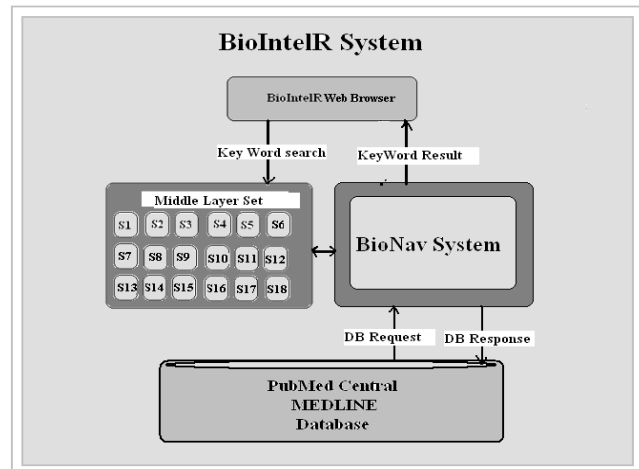 BioIntelR System
BioIntelR Web Browser
Key Word search
KeyWord Result
Middle Layer Set
S1 S2 S3 S4 S5 S6
S7 S8 S9 S10 S11 S12
S13 S14 S15 S16 S17 S18
BioNav System
DB Request
DB Response
PubMed Central
MEDLINE
Database